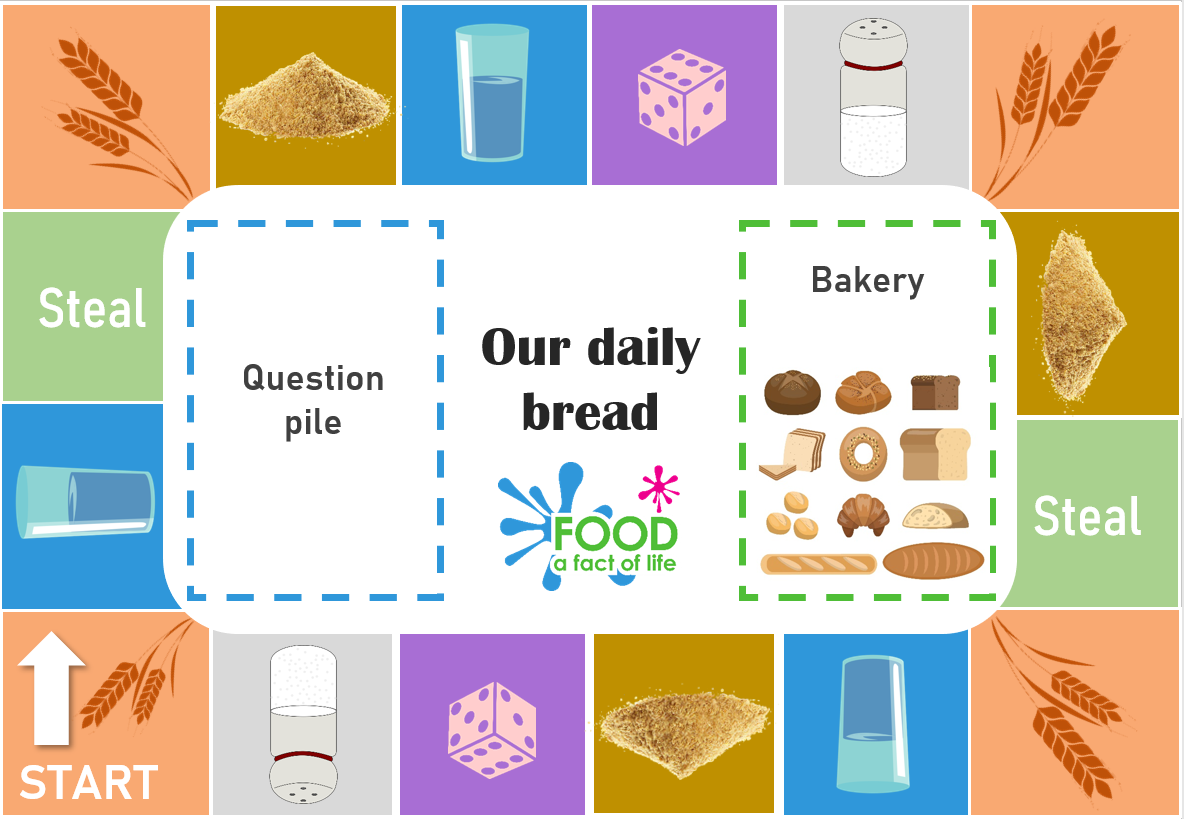 Steal
Question
pile
Our daily
bread
FOOD
a fact of life
Bakery
Steal
START